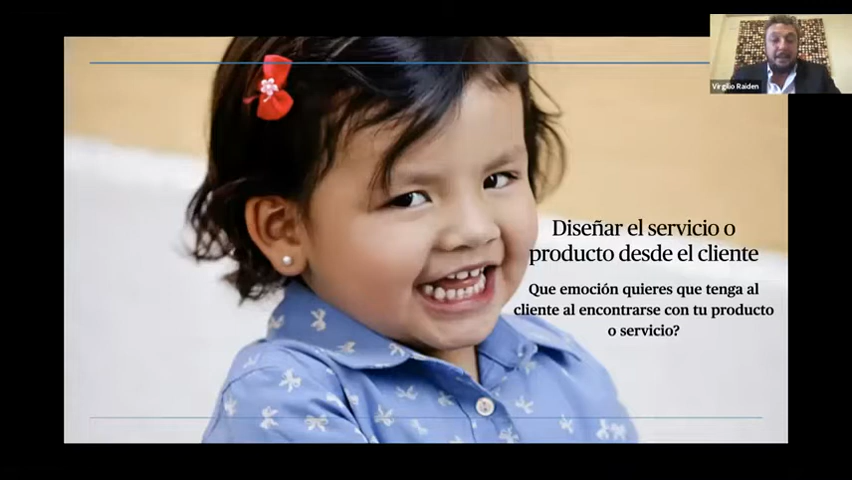 Virgilio Raiden
Diseñar el servicio o
producto desde el cliente
Que emoción quieres que tenga al
cliente al encontrarse con tu producto
o servicio?